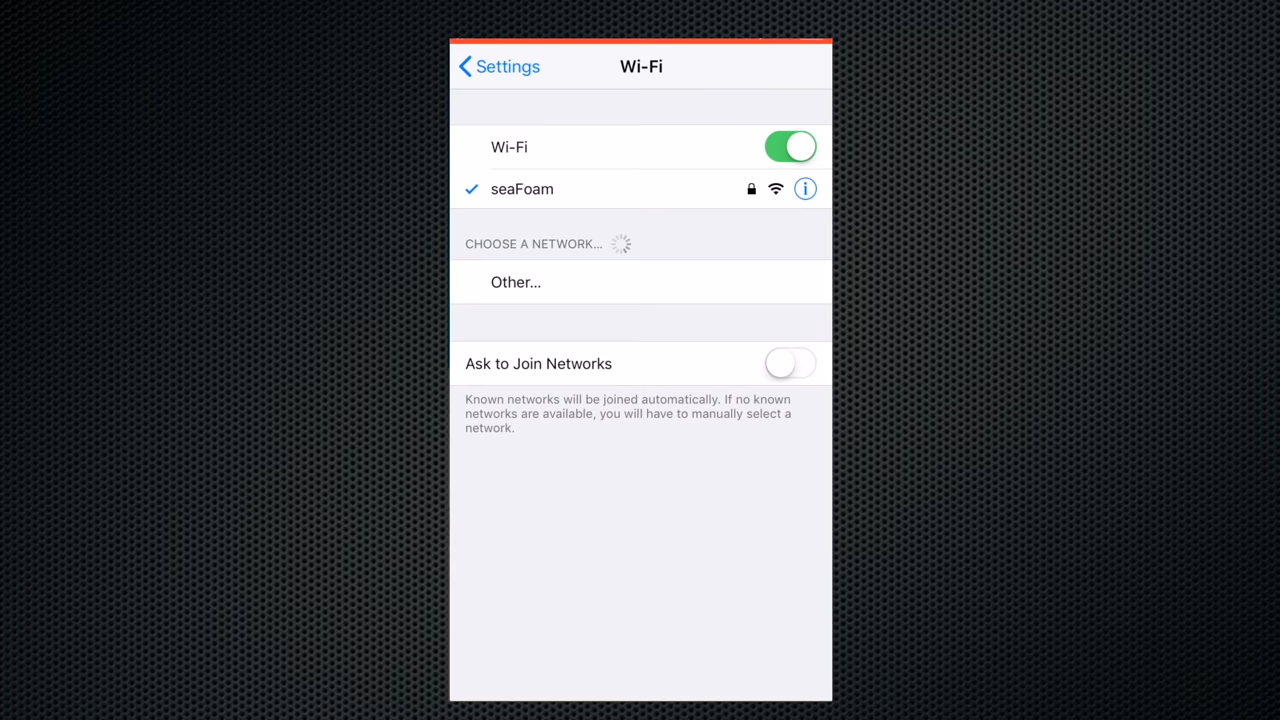 Settings
Wi-Fi
Wi-Fi
seaFoam
CHOOSE A NETWORK...
Other...
Ask to Join Networks
Known networks will be joined automatically. If no known
networks are available, you will have to manually select a
network.